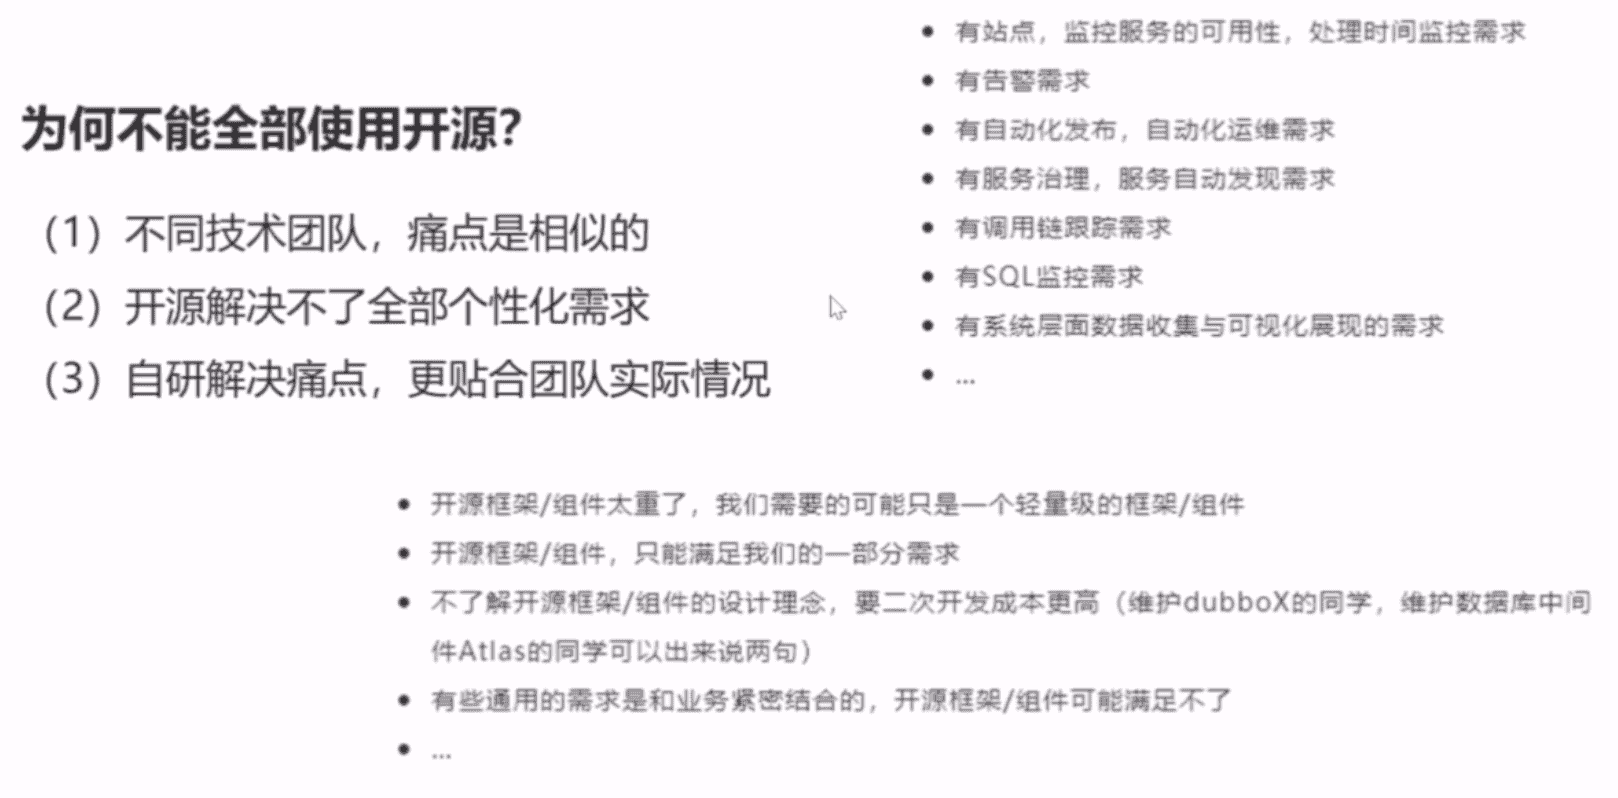 为何不能全部使用开源？
（1）不同技术团队，痛点是相似的
（2）开源解决不了全部个性化需求
（3）自研解决痛点，更贴合团队实际情况
有站点，监控服务的可用性，处理时间监控需求
有告警需求
有自动化发布，自动化运维需求
有服务治理，服务自动发现需求
有调用链跟踪需求
有SQL监控需求
有系统层面数据收集与可视化展现的需求
...
开源框架/组件太重了，我们需要的可能只是一个轻量级的框架/组件
开源框架/组件，只能满足我们的一部分需求
不了解开源框架/组件的设计理念，要二次开发成本更高（维护dubboX的同学，维护数据库中间
件Atlas的同学可以出来说两句）
有些通用的需求是和业务紧密结合的，开源框架/组件可能满足不了
...